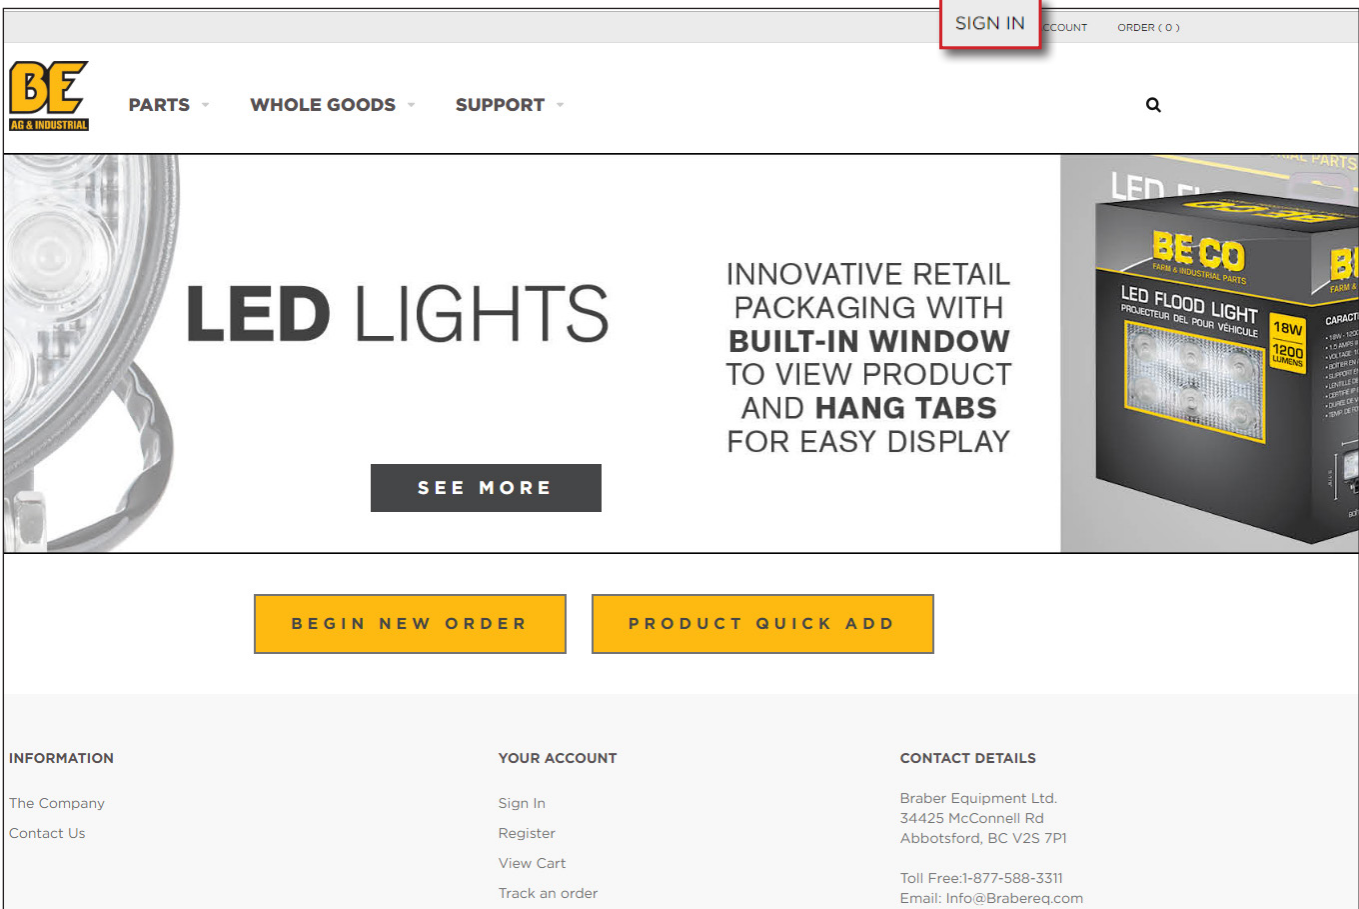 SIGN IN
CCOUNT
ORDER ( 0 )
BE
AG & INDUSTRIAL
PARTS
WHOLE GOODS
SUPPORT
LED LIGHTS
SEE MORE
INNOVATIVE RETAIL
PACKAGING WITH
BUILT-IN WINDOW
TO VIEW PRODUCT
AND HANG TABS
FOR EASY DISPLAY
BE CO
FARM & INDUSTRIAL PARTS
LED FLOOD LIGHT
PROJECTEUR DEL POUR VÉHICULE
18W
1200
LUMENS
BEGIN NEW ORDER
PRODUCT QUICK ADD
INFORMATION
The Company
Contact Us
YOUR ACCOUNT
Sign In
Register
View Cart
Track an order
CONTACT DETAILS
Braber Equipment Ltd.
34425 McConnell Rd
Abbotsford, BC V2S 7P1
Toll Free:1-877-588-3311
Email: Info@Brabereq.com